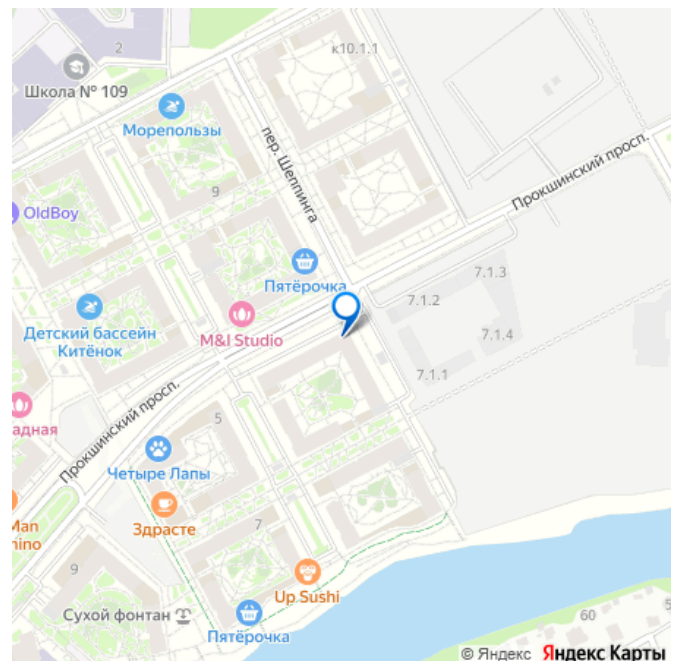 2
к10.1.1
Школа № 109
Морепользы
пер. Шеппинга
Прокшинский просп.
9
OldBoy
Пятёрочка
7.1.3
7.1.2
Детский бассейн
Китёнок
M&I Studio
7.1.4
7.1.1
адная
Прокшинский просп.
5
Четыре Лапы
Man
nino
Здрасте
7
9
Up Sushi
Сухой фонтан
Пятёрочка
60
5
© Яндекс Яндекс Карты